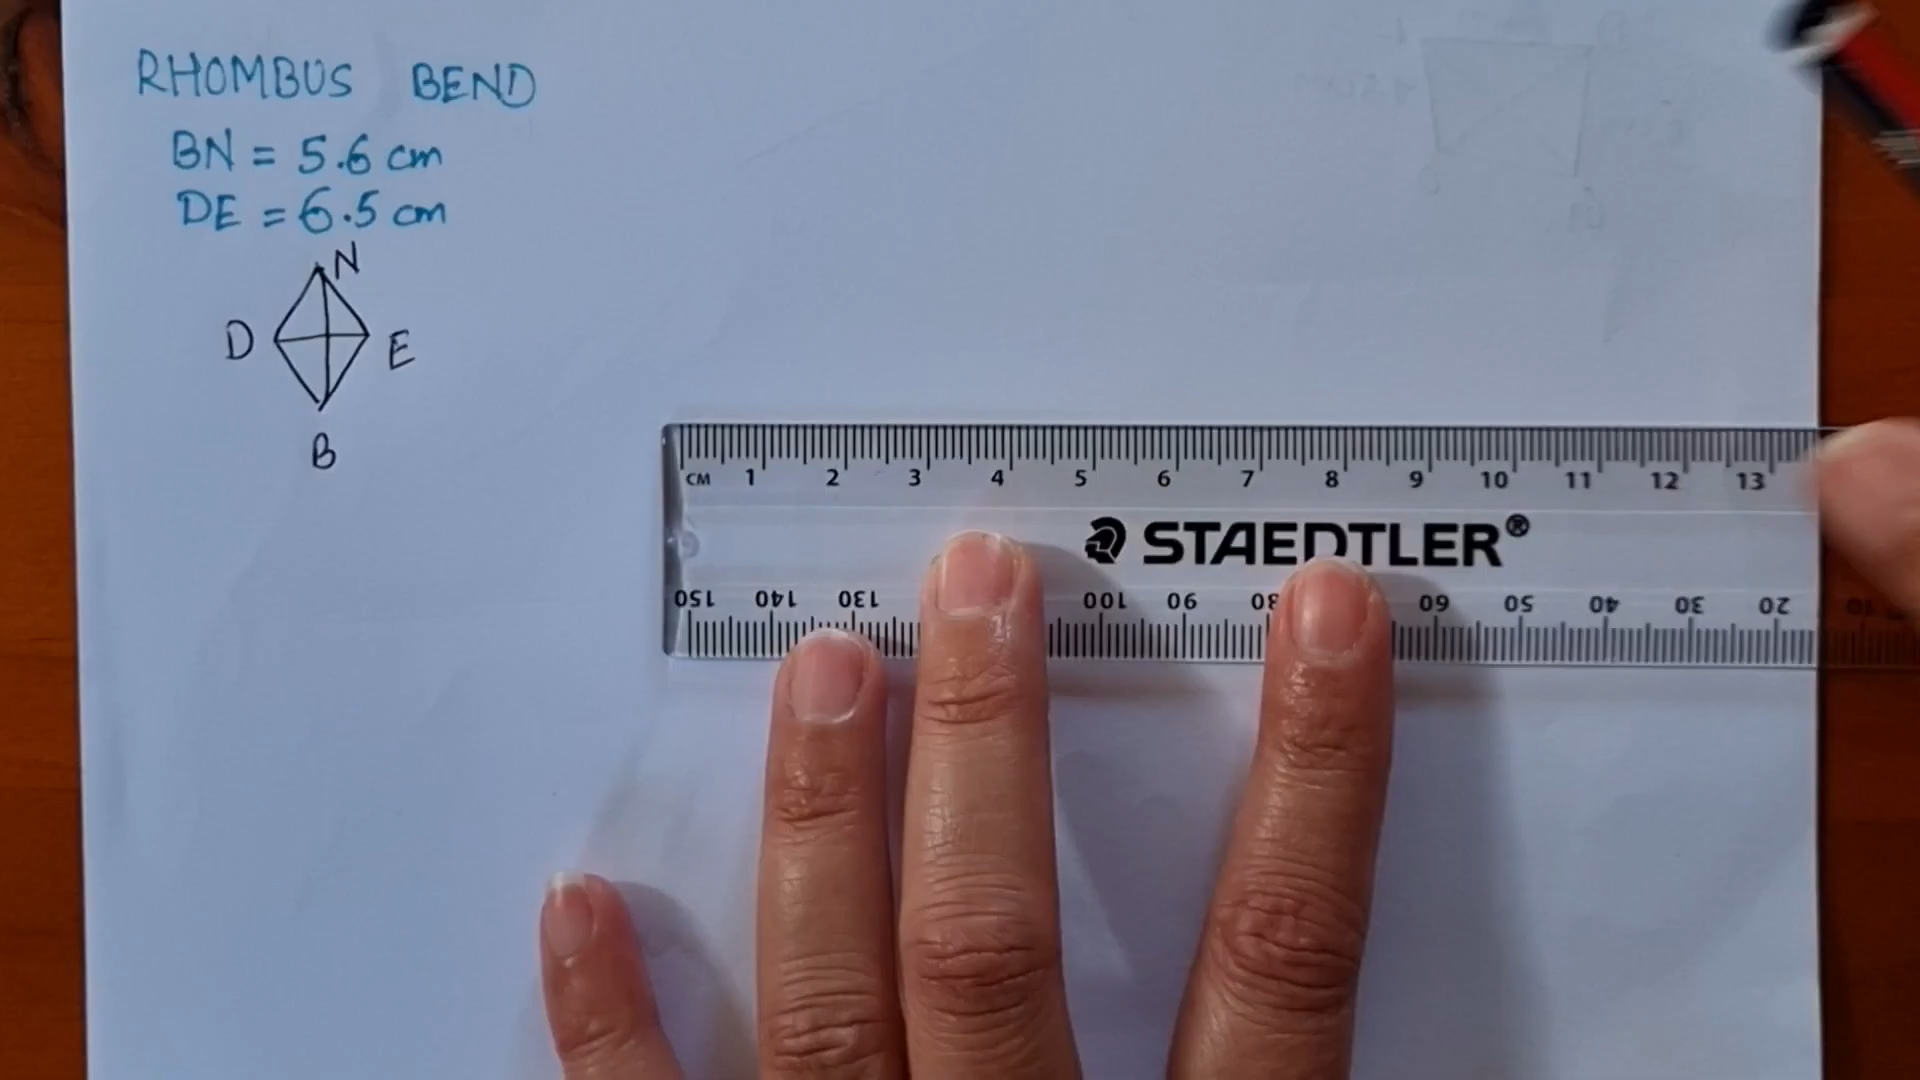 RHOMBUS BEND
BN = 5.6 cm
DE = 6.5 cm
N
D E
B
CM 1 2 3 4 5 6 7 8 9 10 11 12 13
STAEDTLER®
150 140 130 100 90 60 50 40 30 20 10